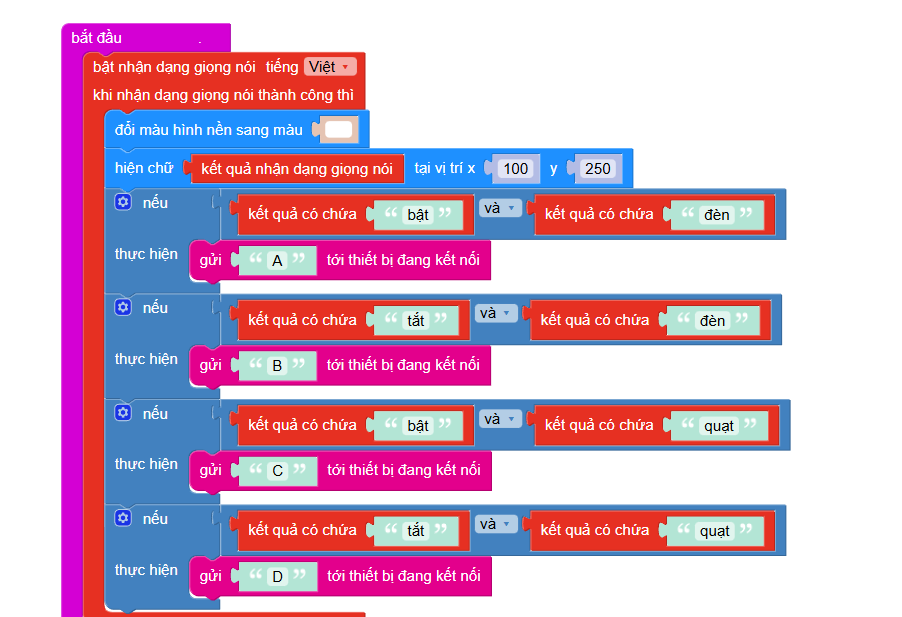 bắt đầu .
bật nhận dạng giọng nói tiếng Việt
khi nhận dạng giọng nói thành công thì
đổi màu hình nền sang màu
hiện chữ kết quả nhận dạng giọng nói tại vị trí x 100 y 250
nếu kết quả có chứa “ bật ” và kết quả có chứa “ đèn ”
thực hiện gửi “ A ” tới thiết bị đang kết nối
nếu kết quả có chứa “ tắt ” và kết quả có chứa “ đèn ”
thực hiện gửi “ B ” tới thiết bị đang kết nối
nếu kết quả có chứa “ bật ” và kết quả có chứa “ quạt ”
thực hiện gửi “ C ” tới thiết bị đang kết nối
nếu kết quả có chứa “ tắt ” và kết quả có chứa “ quạt ”
thực hiện gửi “ D ” tới thiết bị đang kết nối